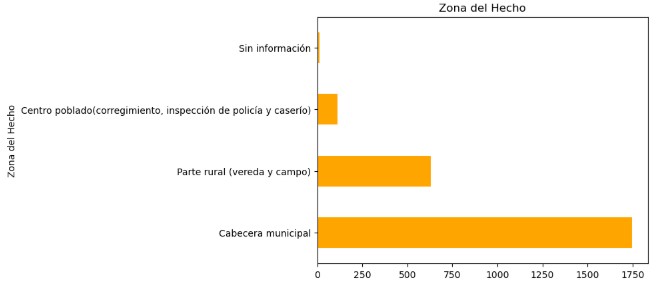 Zona del Hecho
Sin información
Centro poblado(corregimiento, inspección de policía y caserío)
Zona del Hecho
Parte rural (vereda y campo)
Cabecera municipal
0 250 500 750 1000 1250 1500 1750